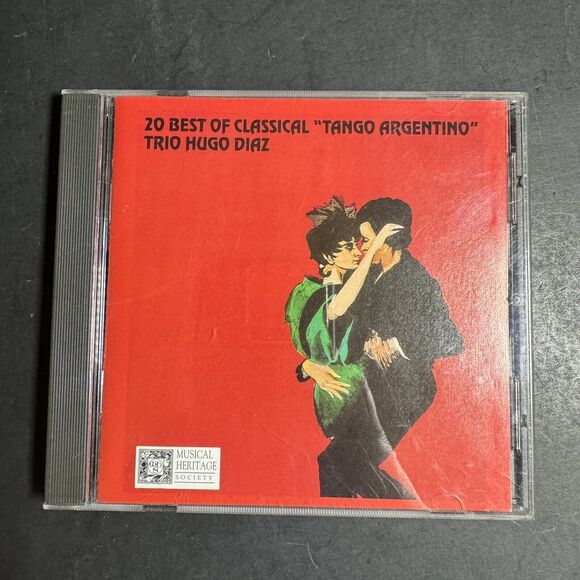 20 BEST OF CLASSICAL "TANGO ARGENTINO"
TRIO HUGO DIAZ
MUSICAL
HERITAGE
SOCIETY